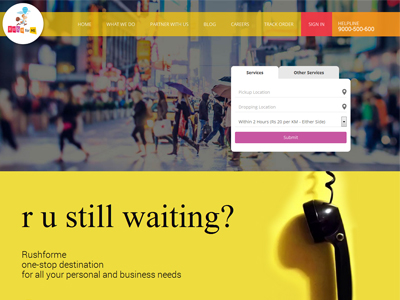 HOME
WHAT WE DO
PARTNER WITH US
BLOG
CAREERS
TRACK ORDER
SIGN IN
HELPLINE
9000-600-600
Services
Other Services
Pickup Location
Shipping Location
Within 2 Hours (Rs 20 per KM - Either Side)
Submit
r u still waiting?
Rushforme
one-stop destination
for all your personal and business needs